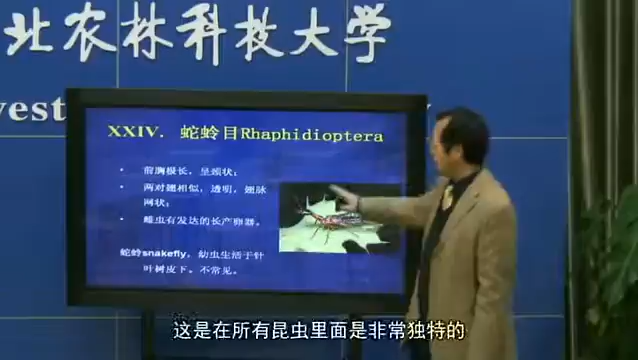 北农林科技大学
vest
y
XXIV. 蛇蛉目Rhaphidioptera
• 前胸极长，呈颈状；
• 两对翅相似，透明，翅脉
网状；
• 雌虫有发达的长产卵器。
蛇蛉snakefly，幼虫生活于针
叶树皮下。不常见。
这是在所有昆虫里面是非常独特的